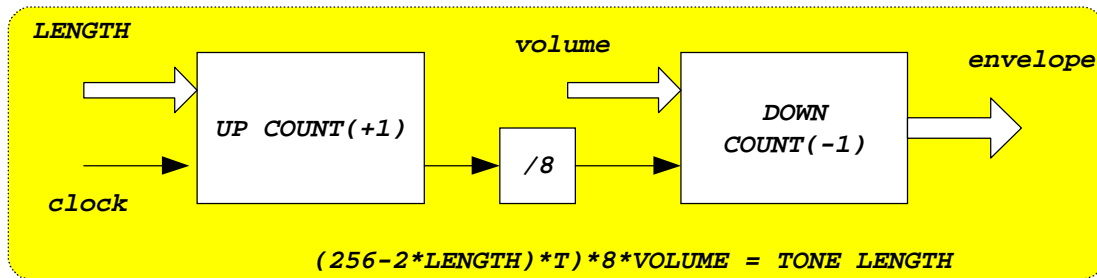 LENGTH
volume
envelope
UP COUNT(+1)
/8
DOWN
COUNT(-1)
clock
(256-2*LENGTH)*T)*8*VOLUME = TONE LENGTH